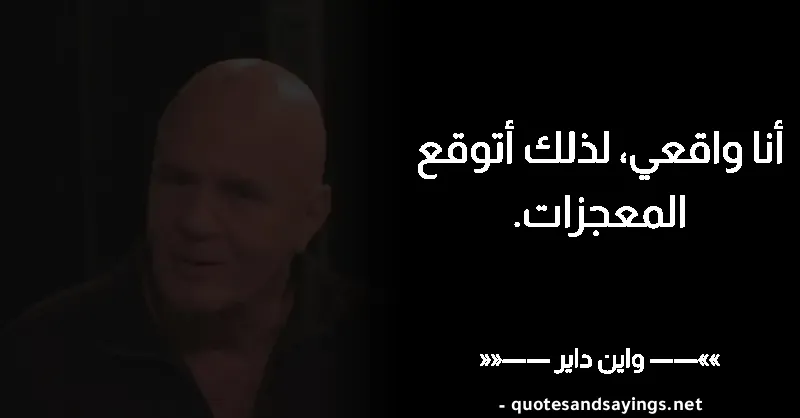 أنا واقعي، لذلك أتوقع
المعجزات.
»»—— واين داير ——««
- quotesandsayings.net